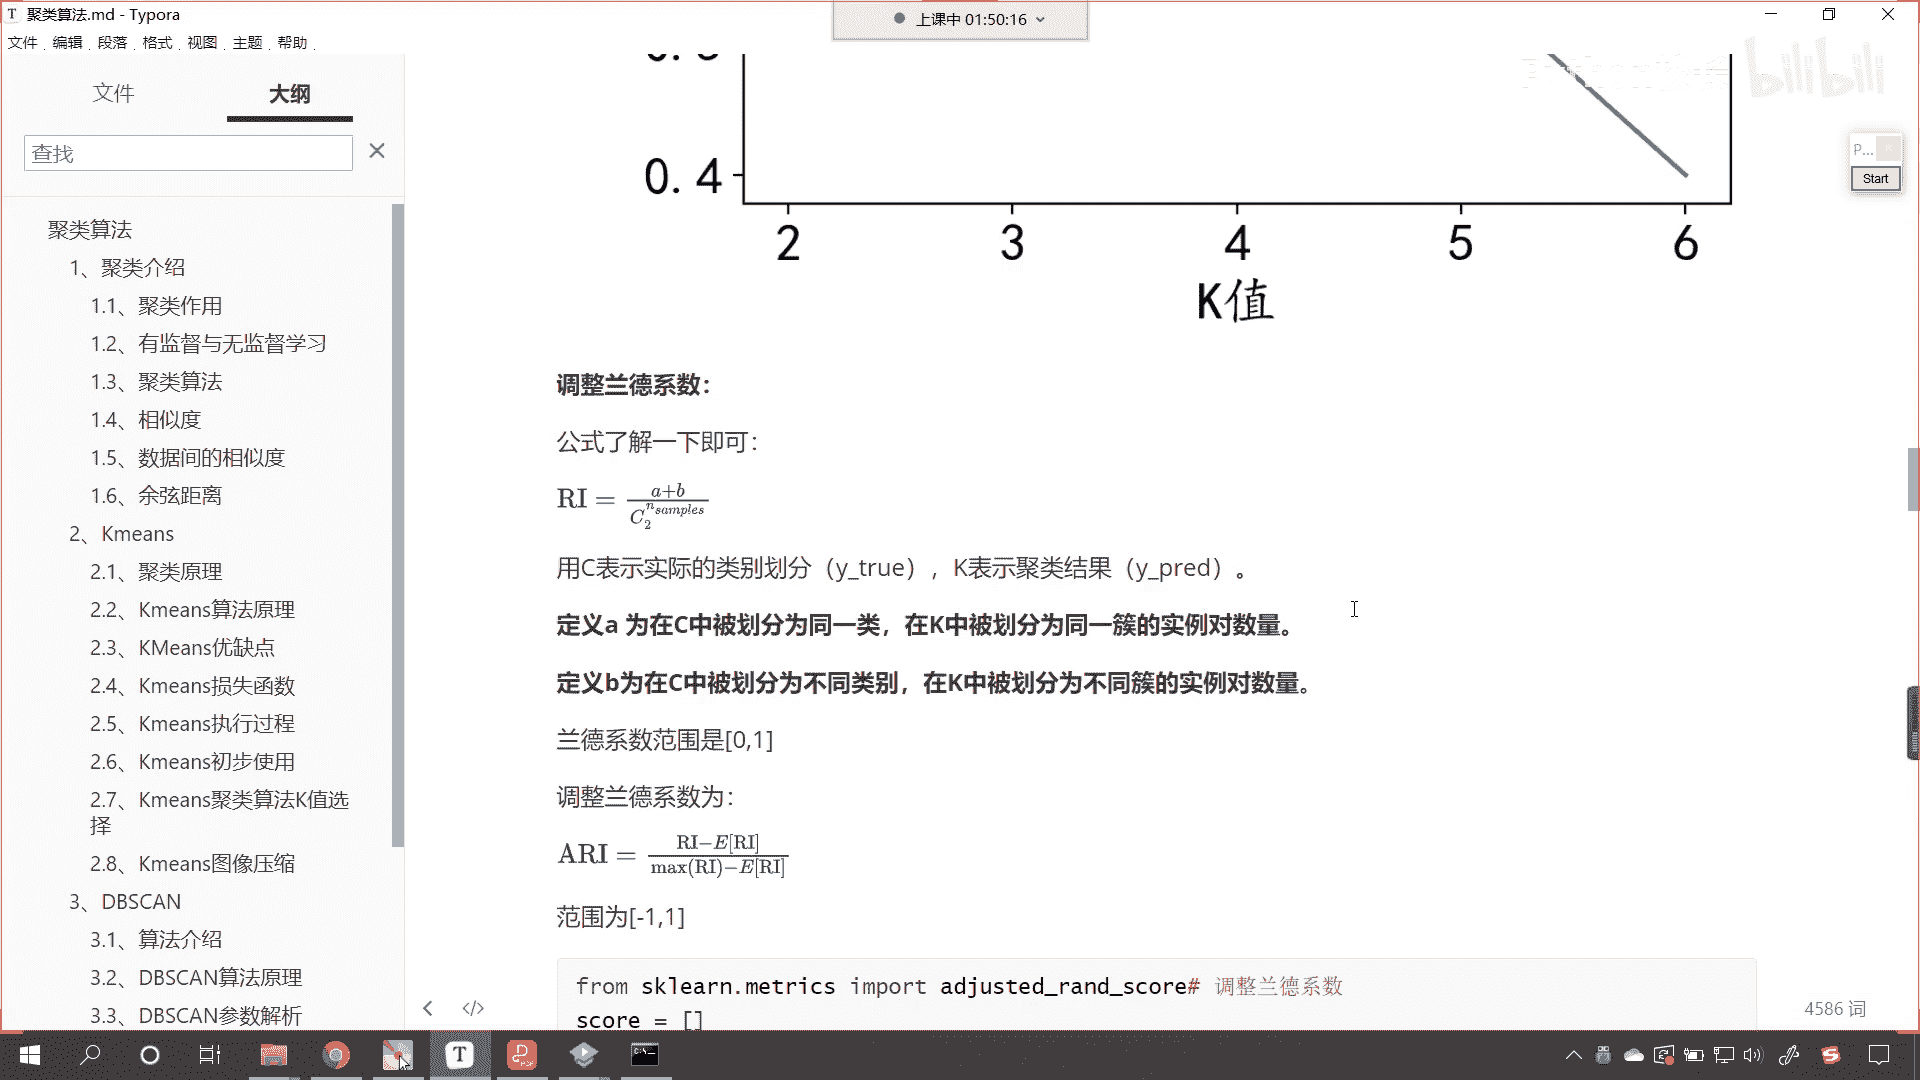 聚类算法.md - Typora
上课中 01:50:16
文件 编辑 段落 格式 视图 主题 帮助
文件 大纲
查找
聚类算法
1、聚类介绍
1.1、聚类作用
1.2、有监督与无监督学习
1.3、聚类算法
1.4、相似度
1.5、数据间的相似度
1.6、余弦距离
2、Kmeans
2.1、聚类原理
2.2、Kmeans算法原理
2.3、KMeans优缺点
2.4、Kmeans损失函数
2.5、Kmeans执行过程
2.6、Kmeans初步使用
2.7、Kmeans聚类算法K值选
择
2.8、Kmeans图像压缩
3、DBSCAN
3.1、算法介绍
3.2、DBSCAN算法原理
3.3、DBSCAN参数解析
0.4
2 3 4 5 6
K值
调整兰德系数：
公式了解一下即可：
RI = \frac{a+b}{C_2^{n_{samples}}}
用C表示实际的类别划分（y_true），K表示聚类结果（y_pred）。
定义a 为在C中被划分为同一类，在K中被划分为同一簇的实例对数量。
定义b为在C中被划分为不同类别，在K中被划分为不同簇的实例对数量。
兰德系数范围是[0,1]
调整兰德系数为：
ARI = \frac{RI-E[RI]}{max(RI)-E[RI]}
范围为[-1,1]
from sklearn.metrics import adjusted_rand_score# 调整兰德系数
score = []
4586 词
bilibili
P...
Start